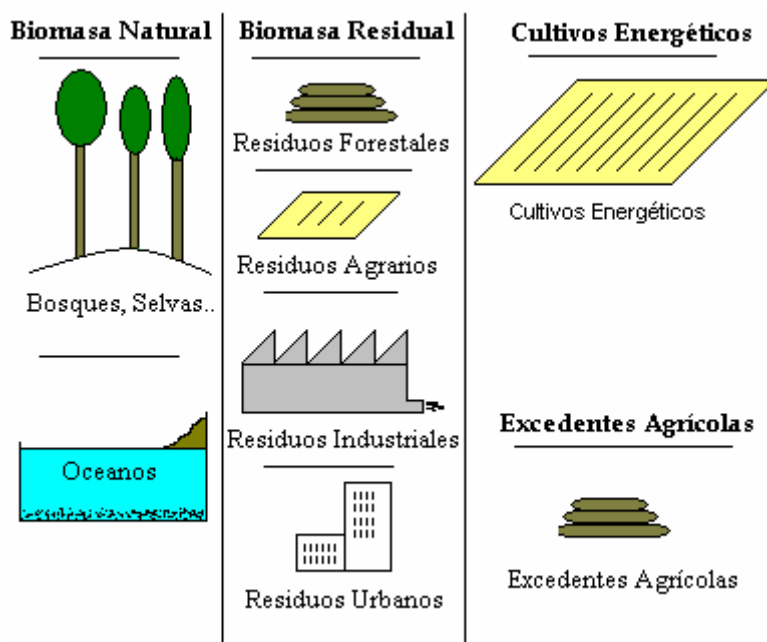 Biomasa Natural
Bosques, Selvas..
Oceanos
Biomasa Residual
Residuos Forestales
Residuos Agrarios
Residuos Industriales
Residuos Urbanos
Cultivos Energéticos
Cultivos Energéticos
Excedentes Agrícolas
Excedentes Agrícolas